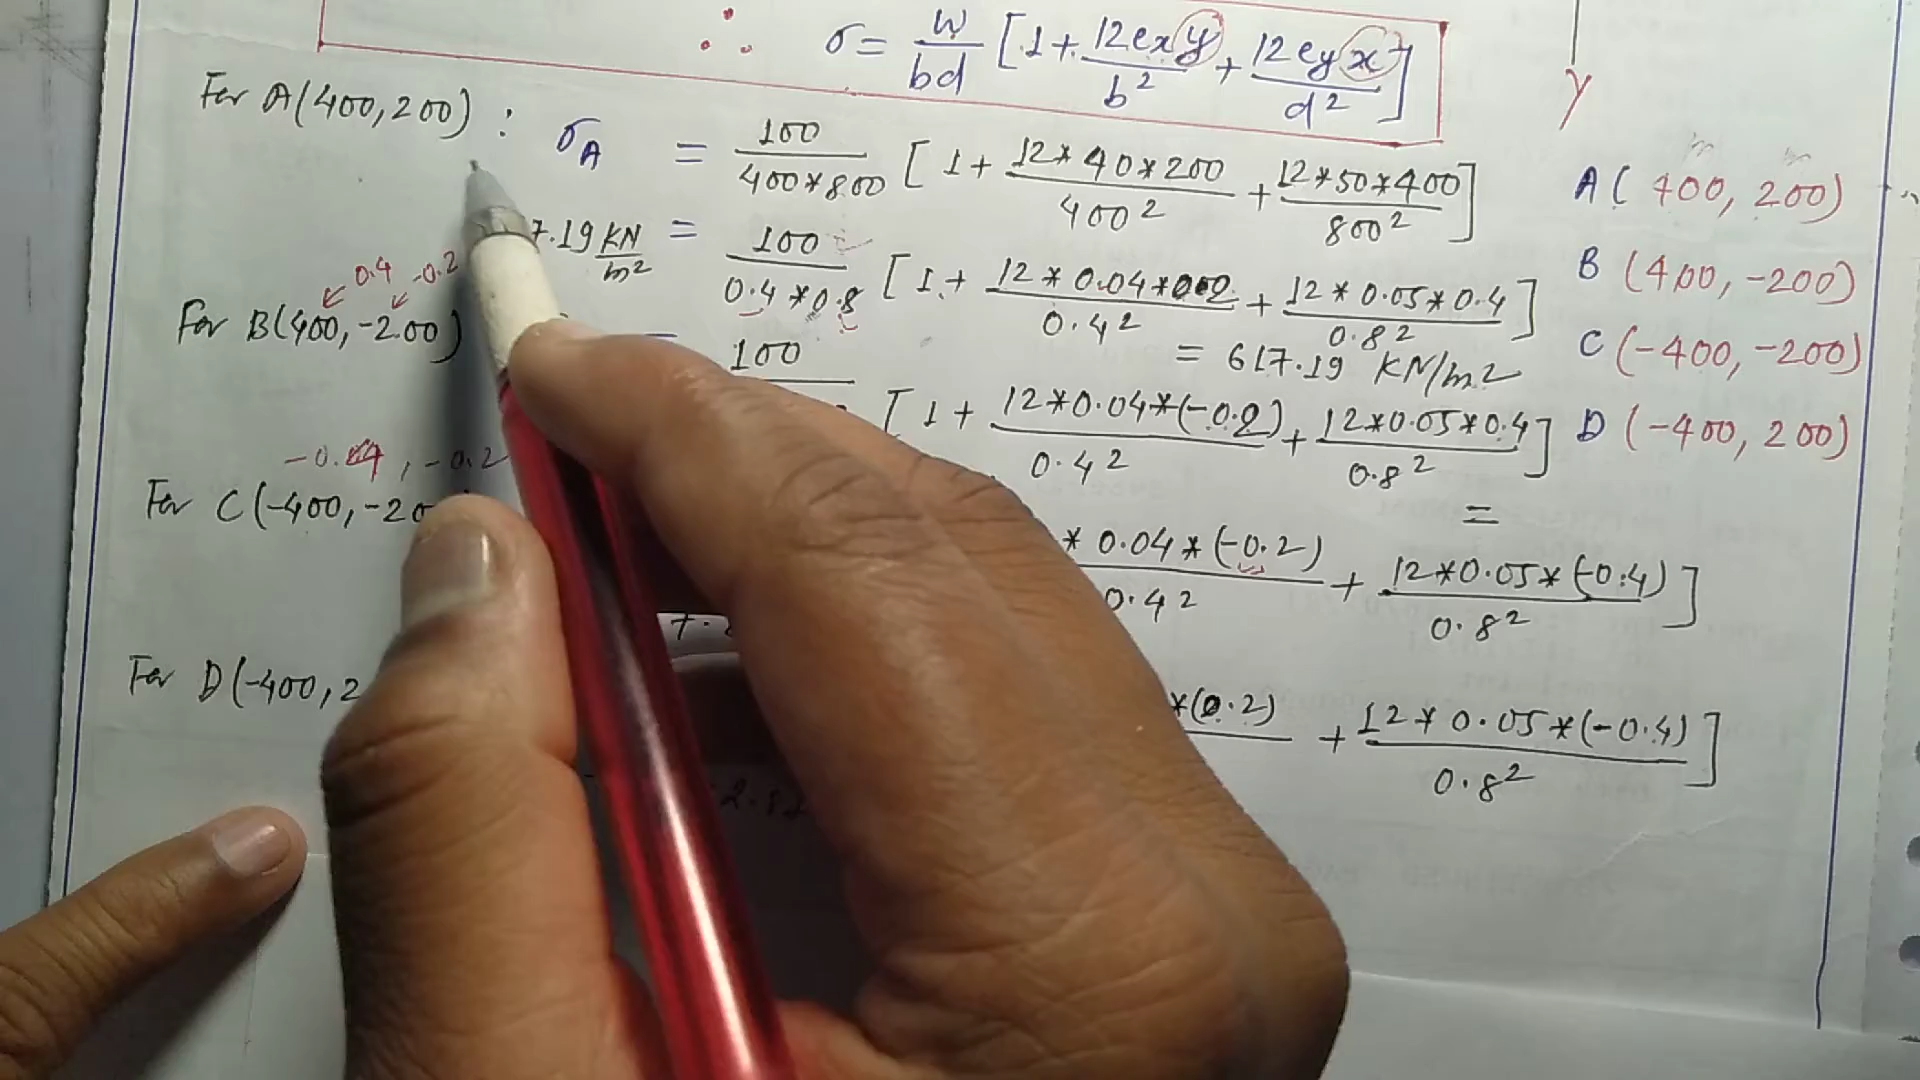 ∴ σ = W/bd [1 + 12 ex y/b² + 12 ey x/d²]
Y
For A(400,200) : σA = 100/400*800 [1 + 12*40*200/400² + 12*50*400/800²]
A(400, 200)
7.19 KN/m² = 100/0.4*0.8 [1 + 12*0.04*0.2/0.4² + 12*0.05*0.4/0.8²]
B (400, -200)
= 617.19 KN/m2
0.4 -0.2
C (-400, -200)
For B(400,-200) = 100 [1 + 12*0.04*(-0.2)/0.4² + 12*0.05*0.4/0.8²]
D (-400, 200)
=
, -0.2
For C(-400,-20 * 0.04*(-0.2)/0.4² + 12*0.05*(-0.4)/0.8²]
7.
For D(-400,2 *(0.2) + 12*0.05*(-0.4)/0.8²]